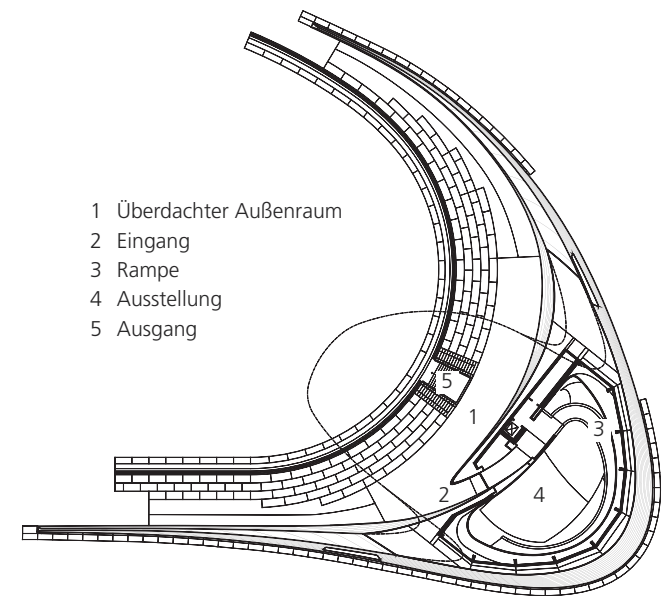 1 Überdachter Außenraum
2 Eingang
3 Rampe
4 Ausstellung
5 Ausgang
5
1
3
2
4